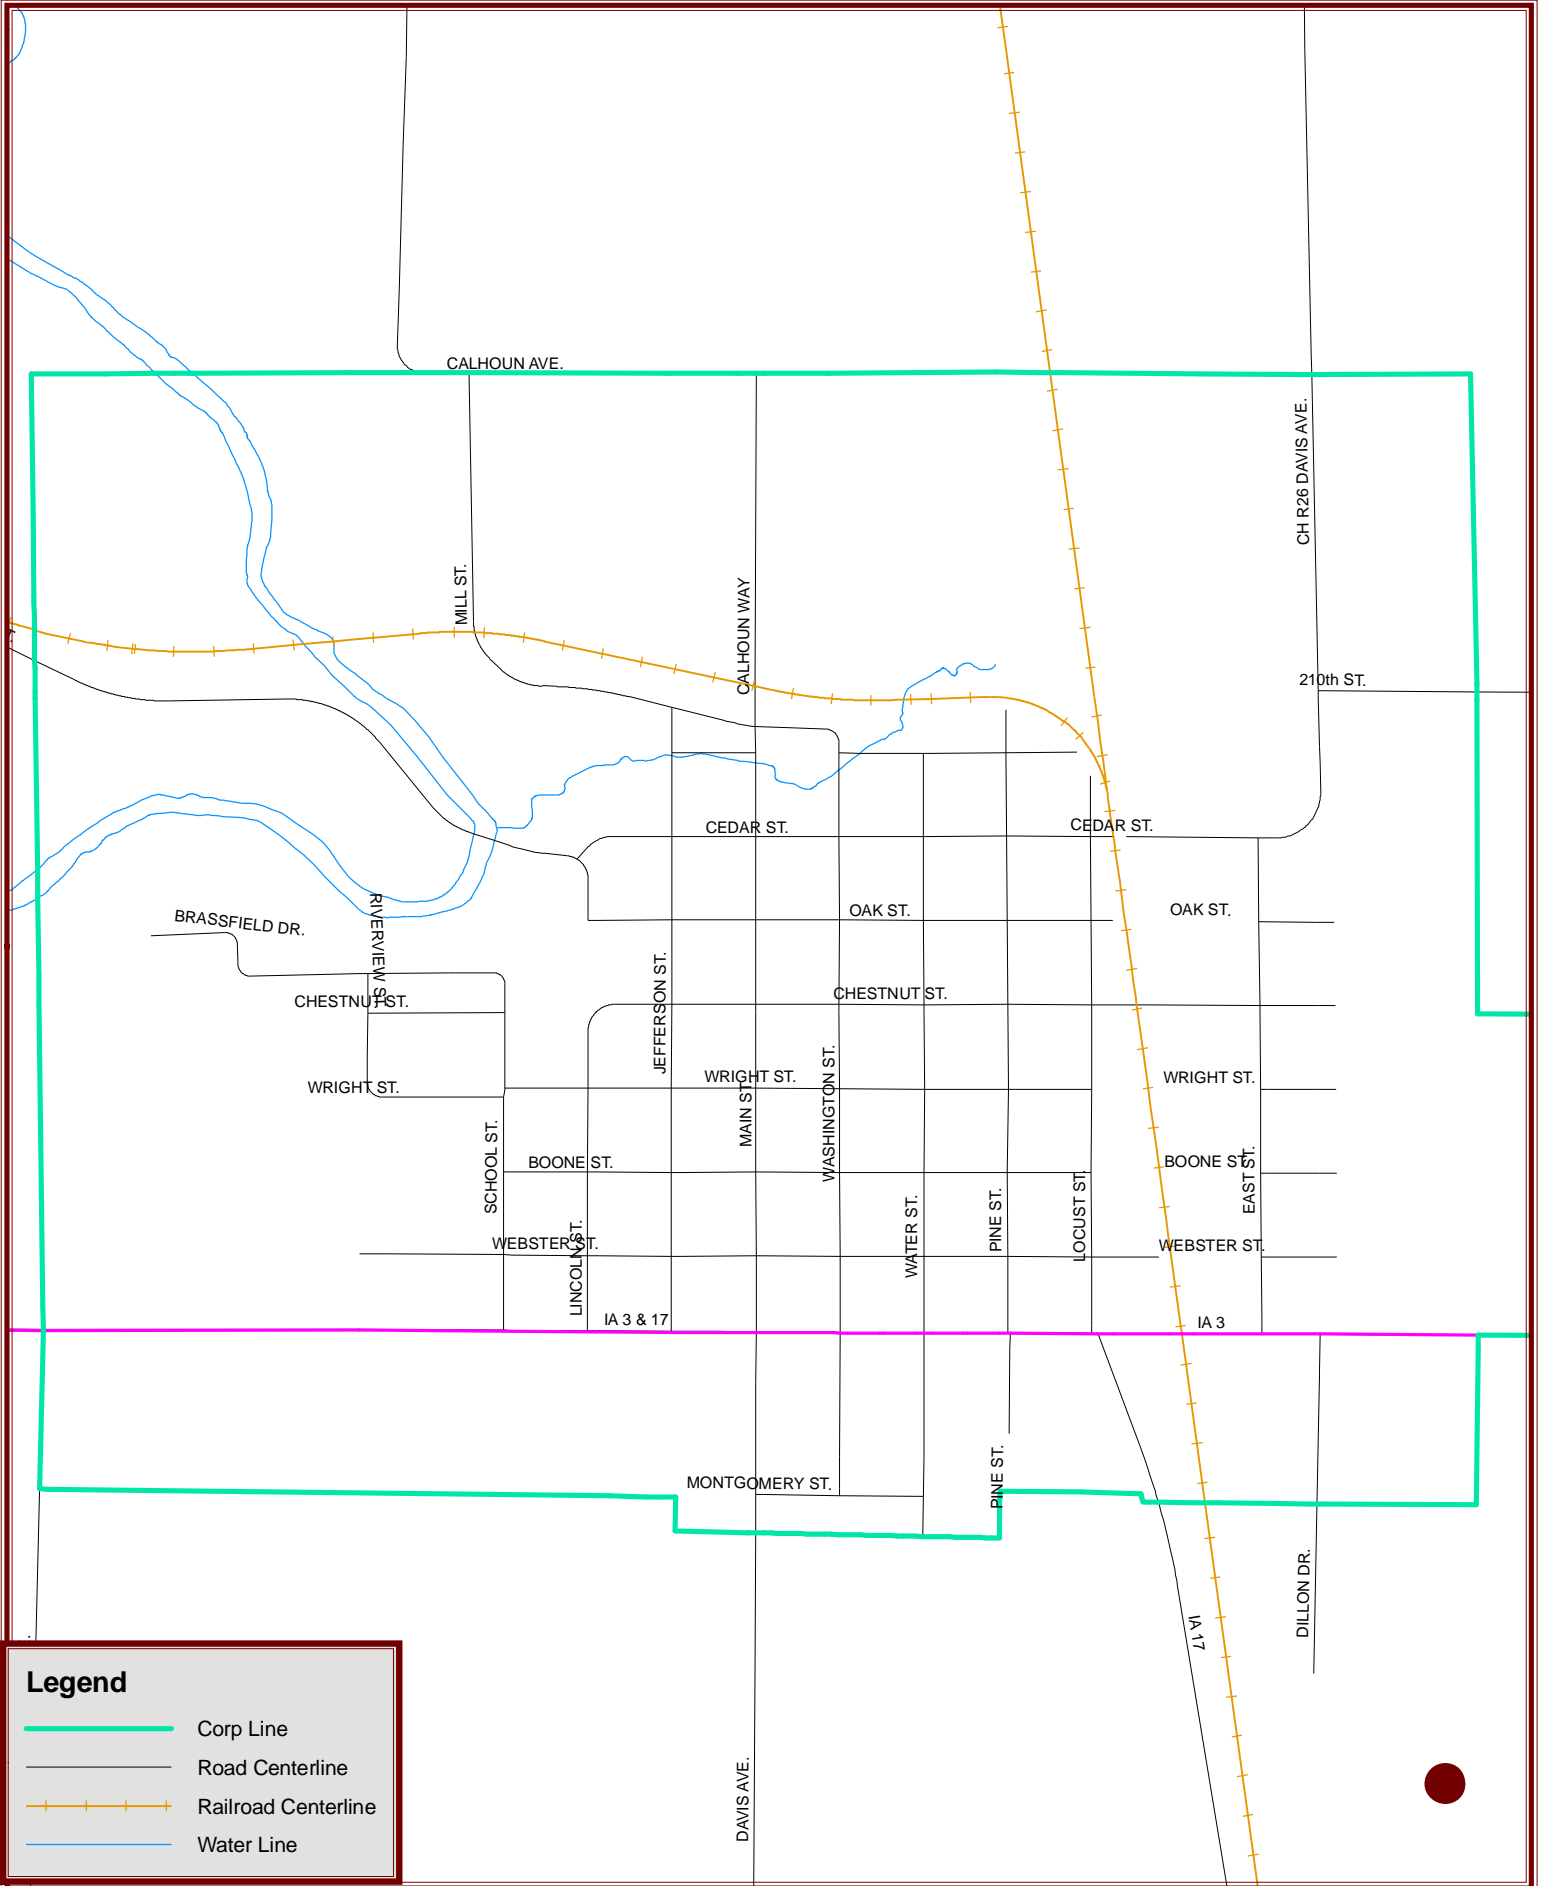 CALHOUN AVE.
CH R26 DAVIS AVE.
MILL ST.
CALHOUN WAY
210th ST.
CEDAR ST.
CEDAR ST.
BRASSFIELD DR.
RIVERVIEW ST.
OAK ST.
OAK ST.
CHESTNUT ST.
CHESTNUT ST.
JEFFERSON ST.
WRIGHT ST.
WRIGHT ST.
WRIGHT ST.
MAIN ST.
WASHINGTON ST.
SCHOOL ST.
BOONE ST.
BOONE ST.
EAST ST.
LINCOLN ST.
WATER ST.
PINE ST.
LOCUST ST.
WEBSTER ST.
WEBSTER ST.
IA 3 & 17
IA 3
MONTGOMERY ST.
PINE ST.
DILLON DR.
IA 17
DAVIS AVE.
Legend
Corp Line
Road Centerline
Railroad Centerline
Water Line